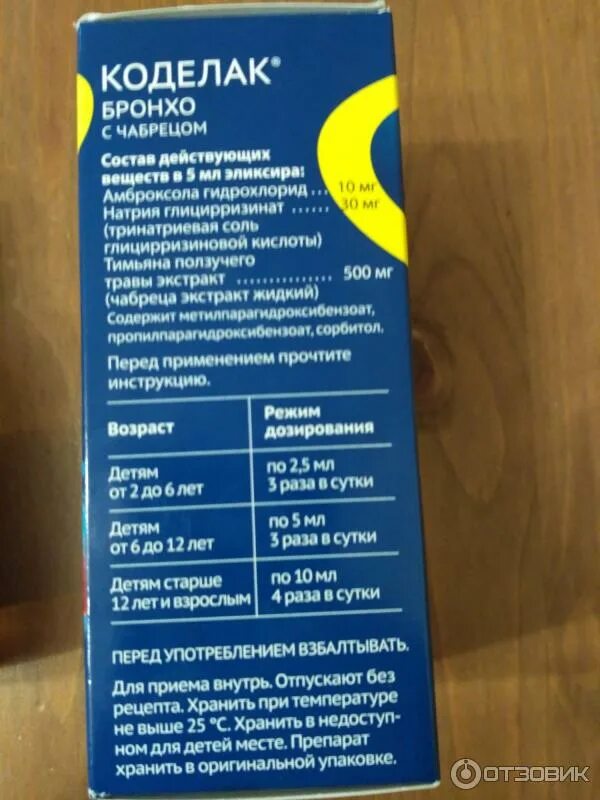 КОДЕЛАК®
БРОНХО
С ЧАБРЕЦОМ
Состав действующих
веществ в 5 мл эликсира:
Амброксола гидрохлорид ... 10 мг
Натрия глицирризинат ...... 30 мг
(тринатриевая соль
глицирризиновой кислоты)
Тимьяна ползучего
травы экстракт ............... 500 мг
(чабреца экстракт жидкий)
Содержит метилпарагидроксибензоат,
пропилпарагидроксибензоат, сорбитол.
Перед применением прочтите
инструкцию.
Возраст Режим
дозирования
Детям
от 2 до 6 лет
по 2,5 мл
3 раза в сутки
Детям
от 6 до 12 лет
по 5 мл
3 раза в сутки
Детям старше
12 лет и взрослым
по 10 мл
4 раза в сутки
ПЕРЕД УПОТРЕБЛЕНИЕМ ВЗБАЛТЫВАТЬ.
Для приема внутрь. Отпускают без
рецепта. Хранить при температуре
не выше 25 °С. Хранить в недоступ-
ном для детей месте. Препарат
хранить в оригинальной упаковке.
ОТЗОВИК